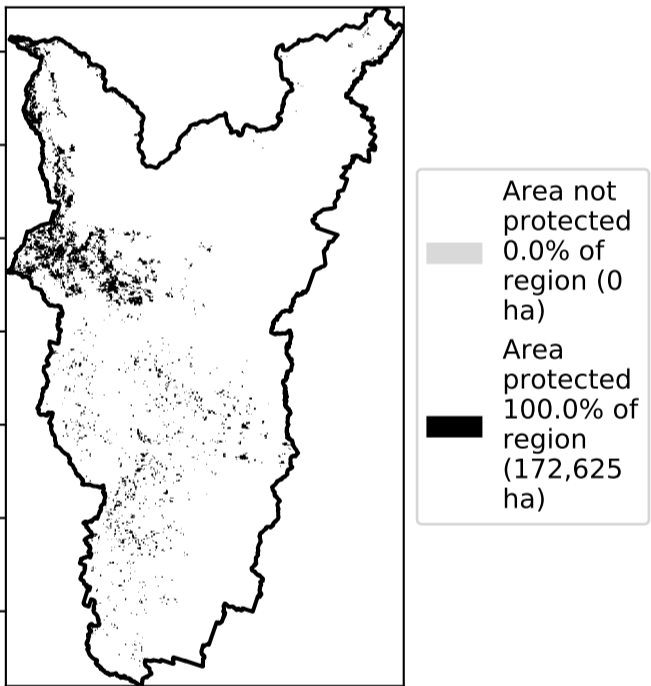 Area not
protected
0.0% of
region (0
ha)
Area
protected
100.0% of
region
(172,625
ha)